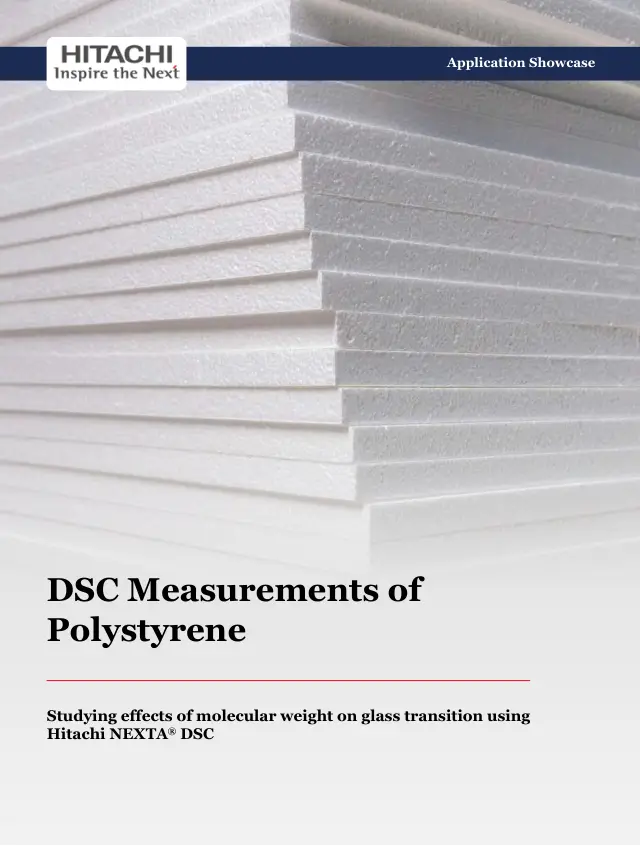 HITACHI
Inspire the Next
Application Showcase
DSC Measurements of
Polystyrene
Studying effects of molecular weight on glass transition using
Hitachi NEXTA® DSC